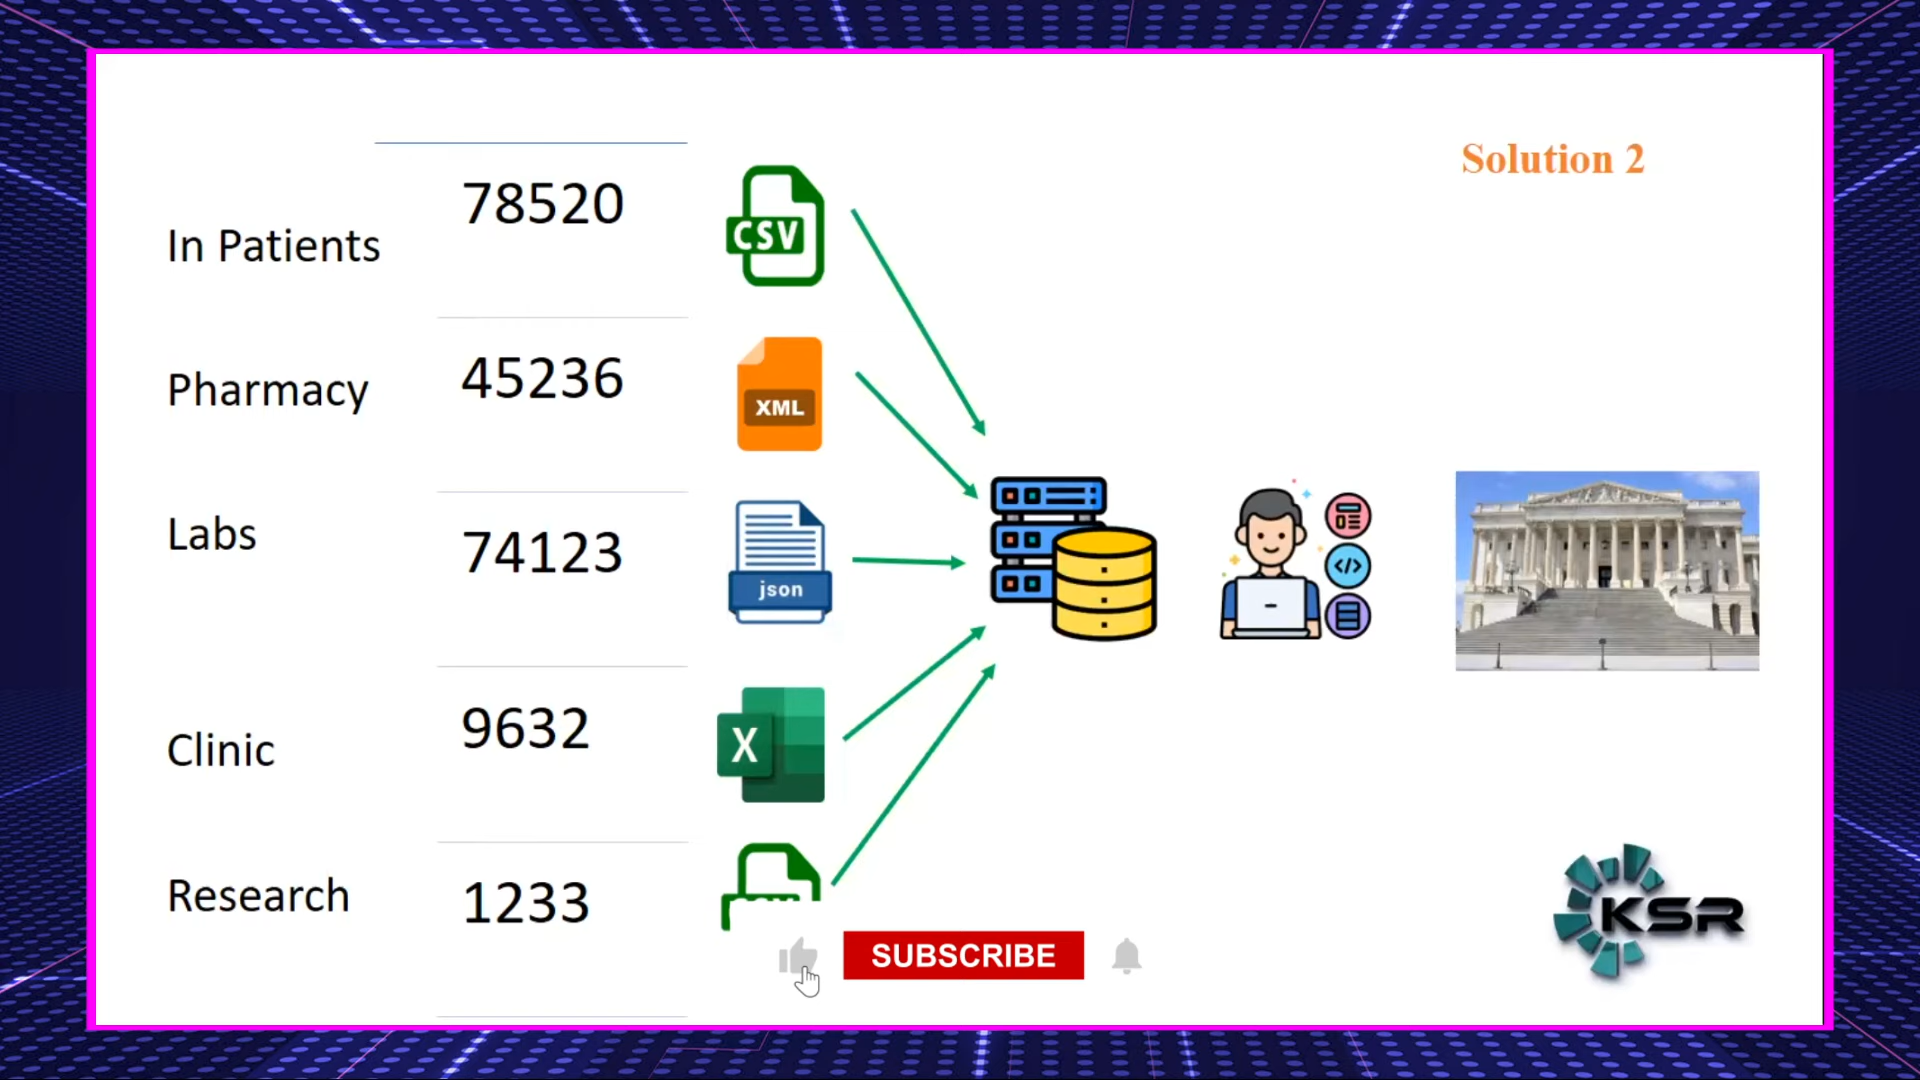 Solution 2
In Patients
78520
CSV
Pharmacy
45236
XML
Labs
74123
json
Clinic
9632
X
Research
1233
SUBSCRIBE
KSR